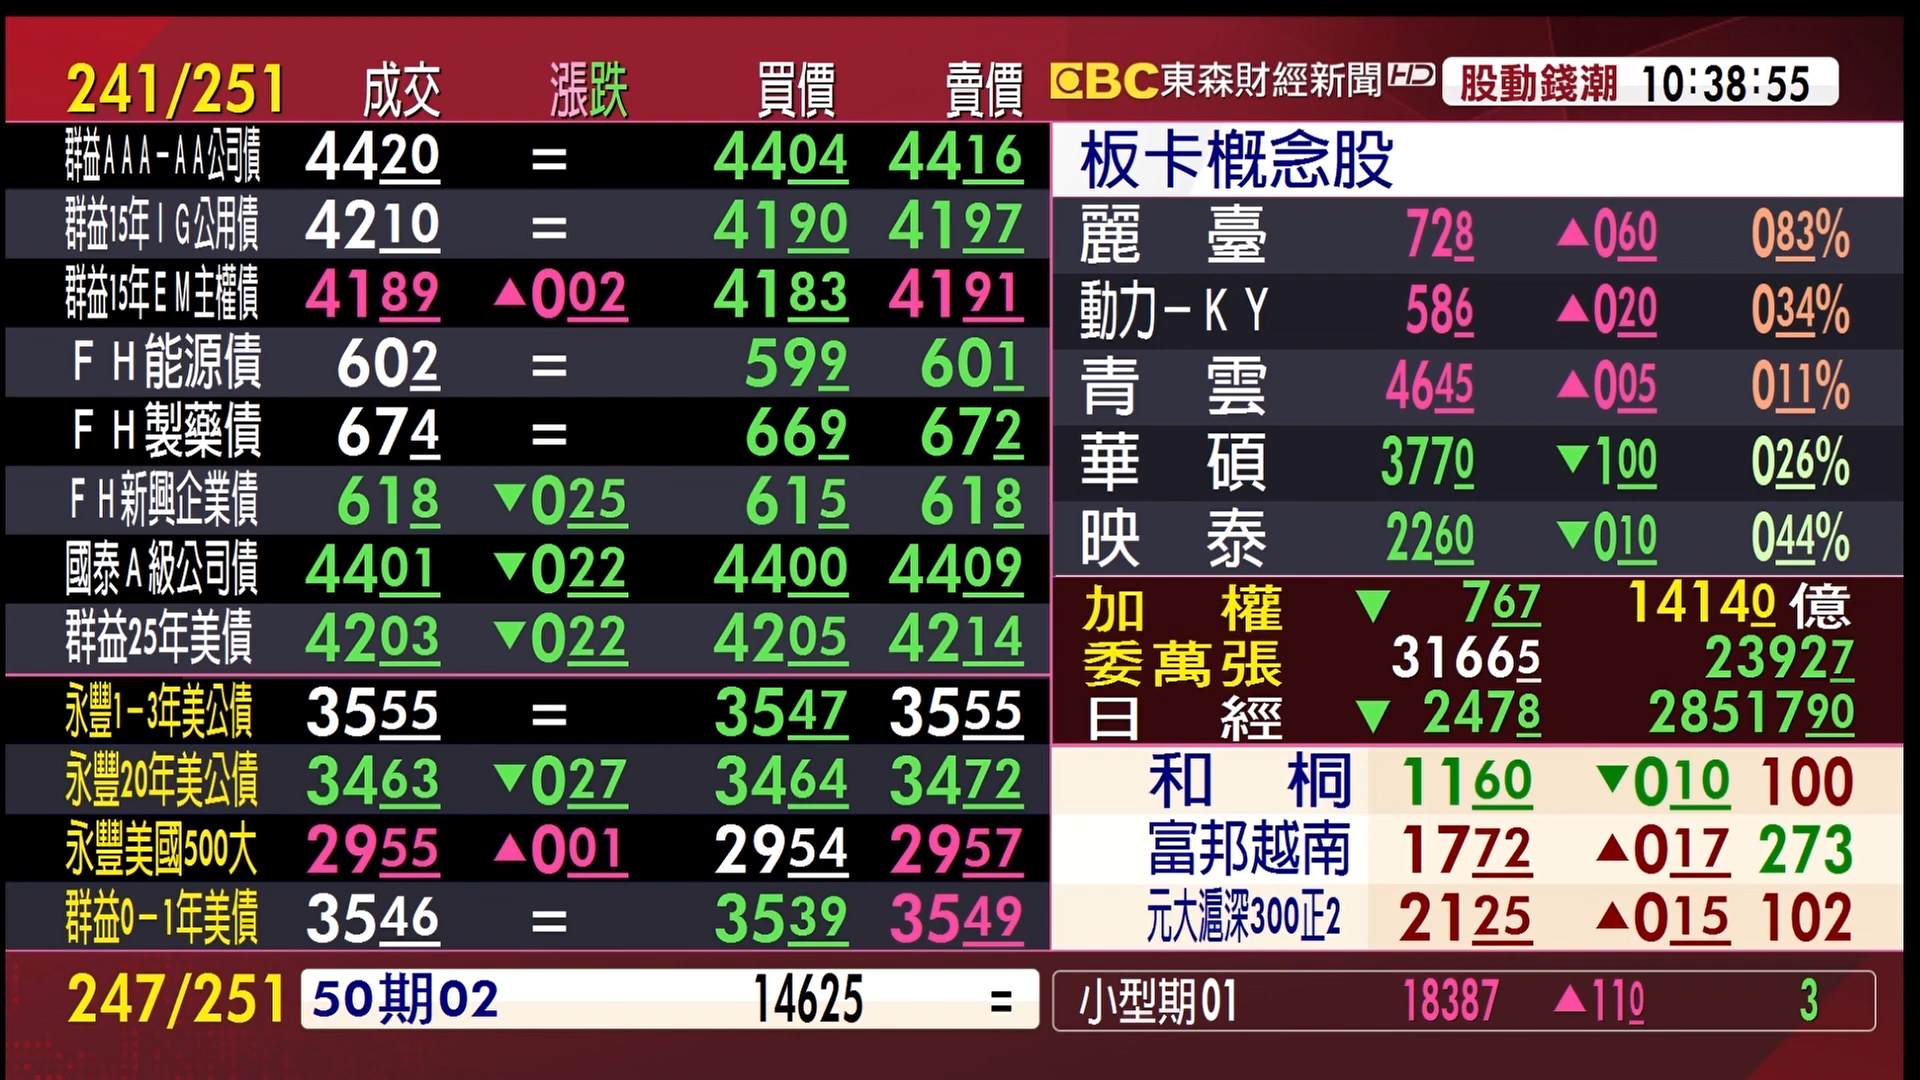 241/251 成交 漲跌 買價 賣價
群益AAA-AA公司債 4420 = 4404 4416
群益15年IG公用債 4210 = 4190 4197
群益15年EM主權債 4189 ▲002 4183 4191
FH能源債 602 = 599 601
FH製藥債 674 = 669 672
FH新興企業債 618 ▼025 615 618
國泰A級公司債 4401 ▼022 4400 4409
群益25年美債 4203 ▼022 4205 4214
永豐1-3年美公債 3555 = 3547 3555
永豐20年美公債 3463 ▼027 3464 3472
永豐美國500大 2955 ▲001 2954 2957
群益0-1年美債 3546 = 3539 3549
247/251 50期02 14625 =
EBC東森財經新聞HD 股動錢潮 10:38:55
板卡概念股
麗臺 728 ▲060 083%
動力-KY 586 ▲020 034%
青雲 4645 ▲005 011%
華碩 3770 ▼100 026%
映泰 2260 ▼010 044%
加權 ▼ 767 14140億
委萬張 31665 23927
日經 ▼ 2478 2851790
和桐 1160 ▼010 100
富邦越南 1772 ▲017 273
元大滬深300正2 2125 ▲015 102
小型期01 18387 ▲110 3